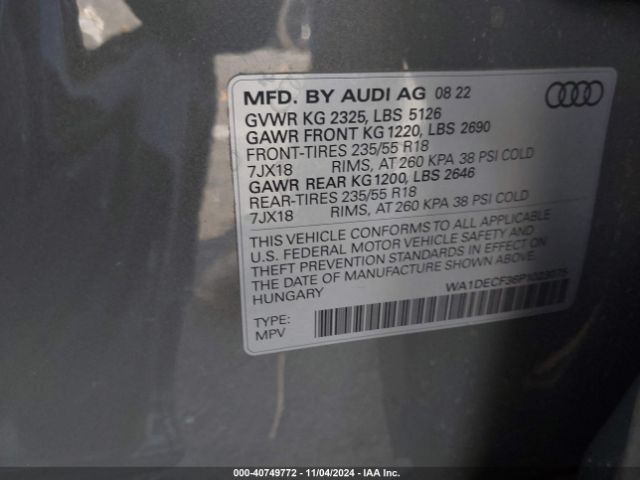 MFD. BY AUDI AG 08 22
GVWR KG 2325, LBS 5126
GAWR FRONT KG 1220, LBS 2690
FRONT-TIRES 235/55 R18
7JX18 RIMS, AT 260 KPA 38 PSI COLD
GAWR REAR KG 1200, LBS 2646
REAR-TIRES 235/55 R18
7JX18 RIMS, AT 260 KPA 38 PSI COLD
THIS VEHICLE CONFORMS TO ALL APPLICABLE
U.S. FEDERAL MOTOR VEHICLE SAFETY AND
THEFT PREVENTION STANDARDS IN EFFECT ON
THE DATE OF MANUFACTURE SHOWN ABOVE.
HUNGARY
WA1DECF36P1023075
TYPE:
MPV
000-40749772 - 11/04/2024 - IAA Inc.